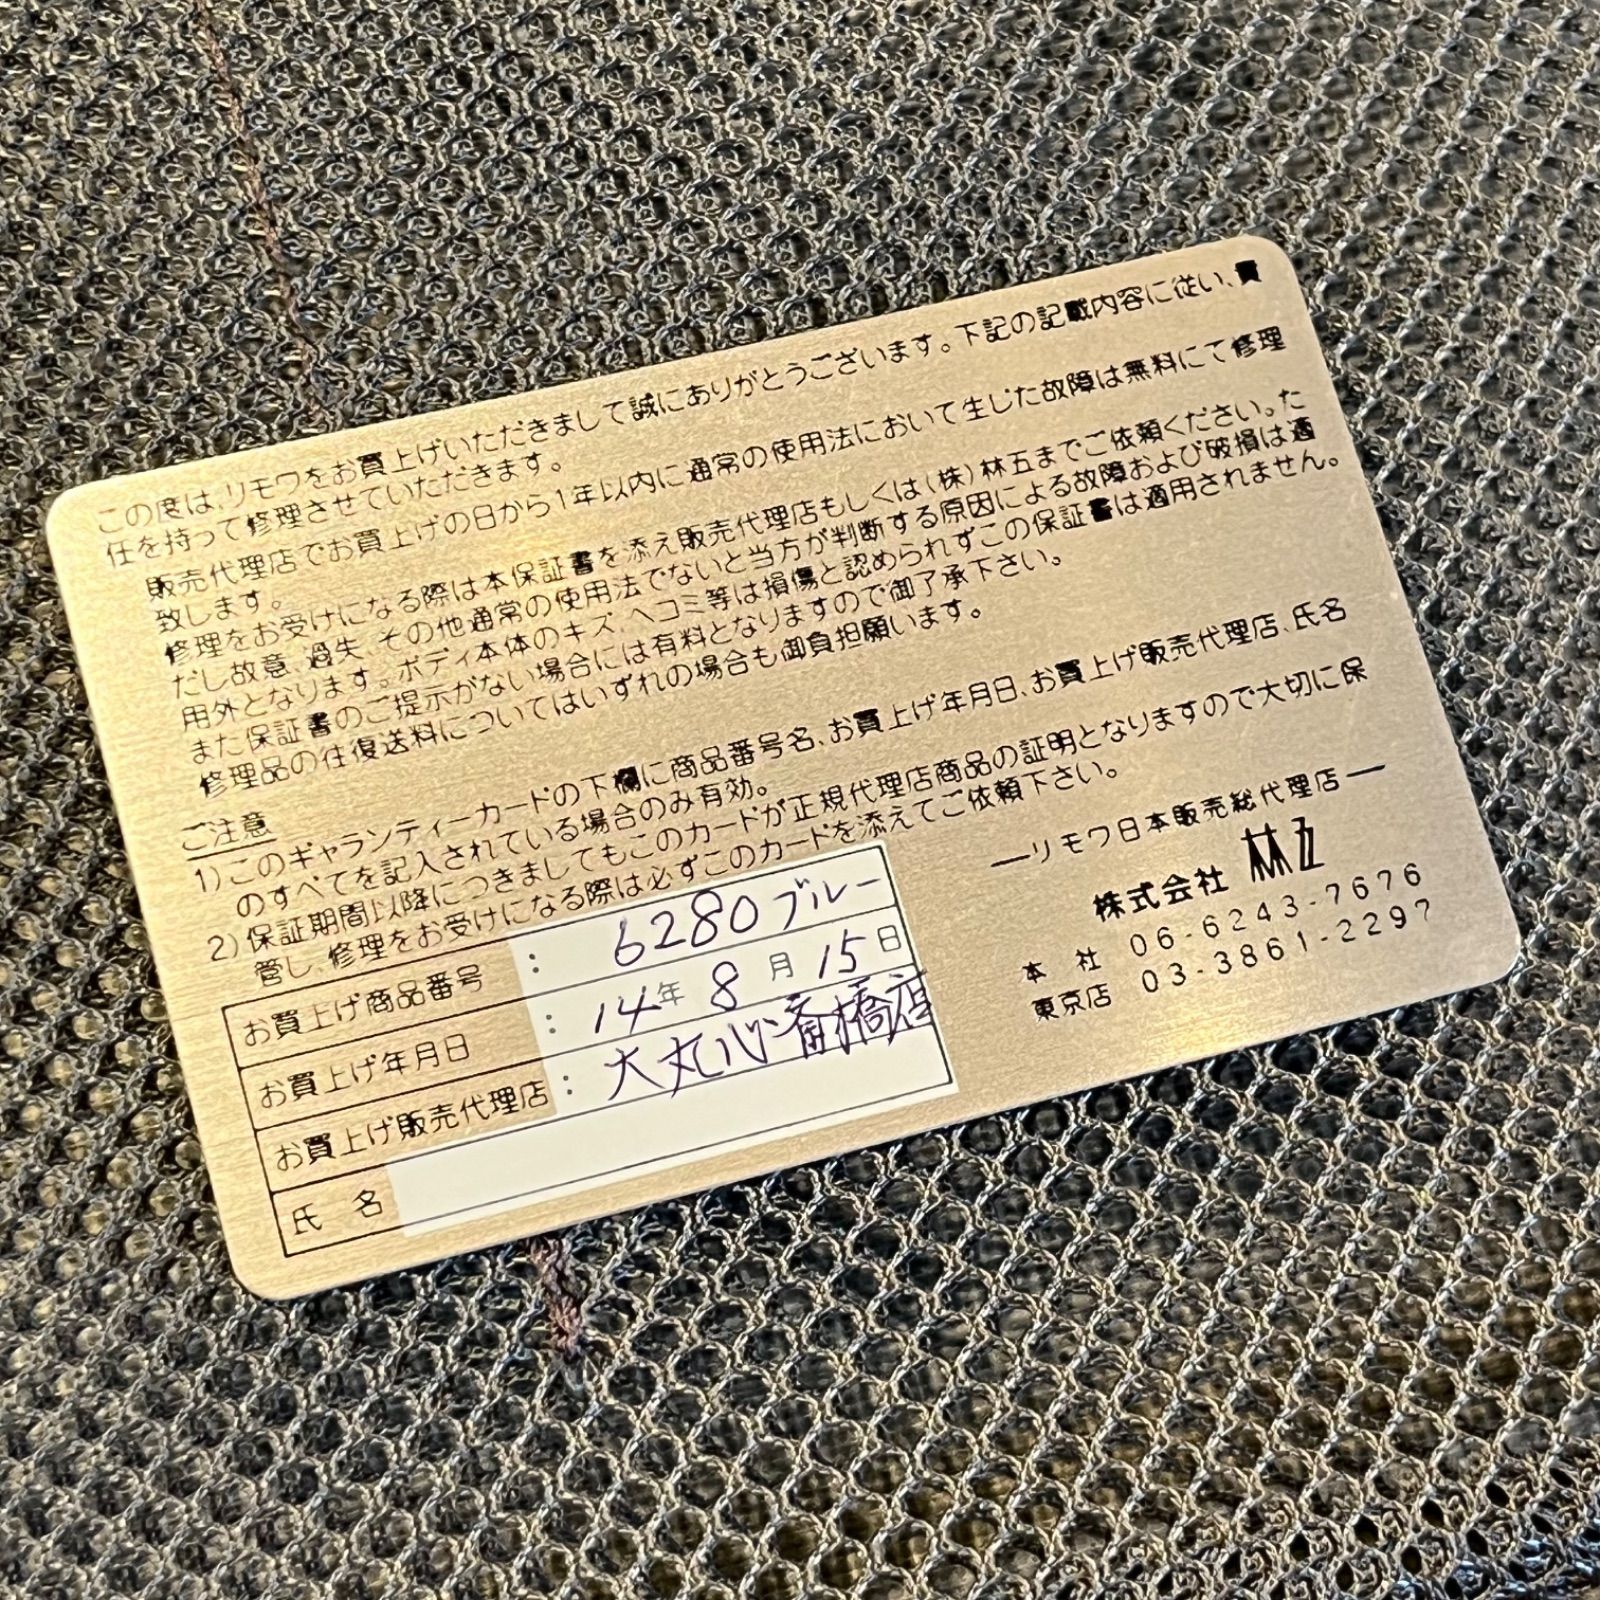 この度は、リモワをお買上げいただきまして誠にありがとうございます。下記の記載内容に従い、責
任を持って修理させていただきます。
販売代理店でお買上げの日から1年以内に通常の使用法において生じた故障は無料にて修理
致します。
修理をお受けになる際は本保証書を添え販売代理店もしくは(株)林五までご依頼ください。た
だし故意、過失、その他通常の使用法でないと当方が判断する原因による故障および破損は適
用外となります。ボディ本体のキズ、ヘコミ等は損傷と認められずこの保証書は適用されません。
また保証書のご提示がない場合には有料となりますので御了承下さい。
修理品の往復送料についてはいずれの場合も御負担願います。
ご注意
1)このギャランティーカードの下欄に商品番号名、お買上げ年月日、お買上げ販売代理店、氏名
のすべてを記入されている場合のみ有効。
2)保証期間以降につきましてもこのカードが正規代理店商品の証明となりますので大切に保
管し、修理をお受けになる際は必ずこのカードを添えてご依頼下さい。
お買上げ商品番号 : 6280ブルー
お買上げ年月日 : 14年 8月 15日
お買上げ販売代理店 : 大丸心斎橋店
氏 名
―リモワ日本販売総代理店―
株式会社 林五
本 社 06-6243-7676
東京店 03-3861-2297